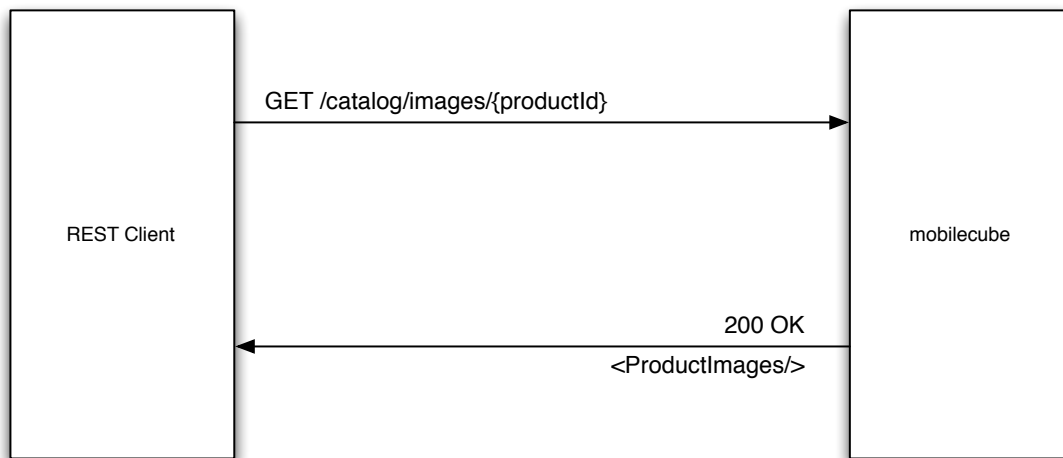 GET /catalog/images/{productId}
REST Client
mobilecube
200 OK
<ProductImages/>